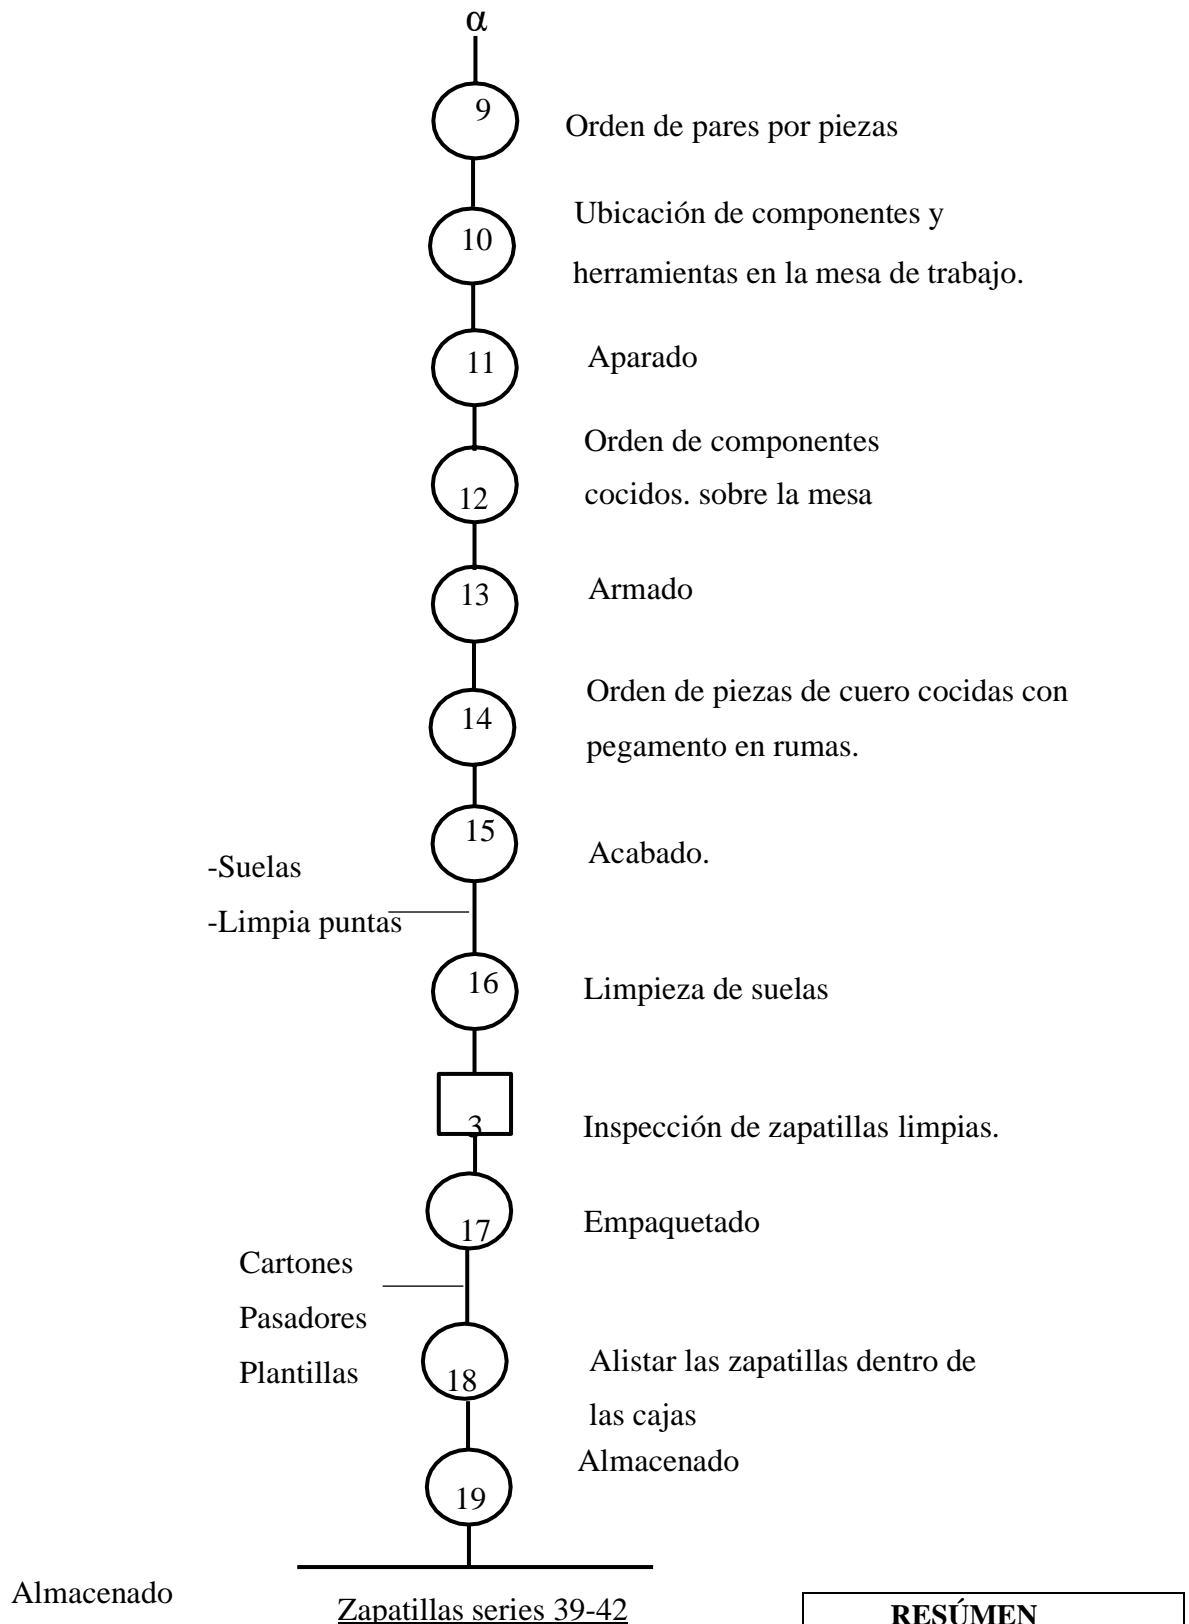 α
9
Orden de pares por piezas
Ubicación de componentes y
10
herramientas en la mesa de trabajo.
11
Aparado
Orden de componentes
12
cocidos. sobre la mesa
13
Armado
Orden de piezas de cuero cocidas con
14
pegamento en rumas.
15
Acabado.
-Suelas
-Limpia puntas
16
Limpieza de suelas
3
Inspección de zapatillas limpias.
17
Empaquetado
Cartones
Pasadores
Plantillas
18
Alistar las zapatillas dentro de
las cajas
Almacenado
19
Almacenado
Zapatillas series 39-42
RESÚMEN